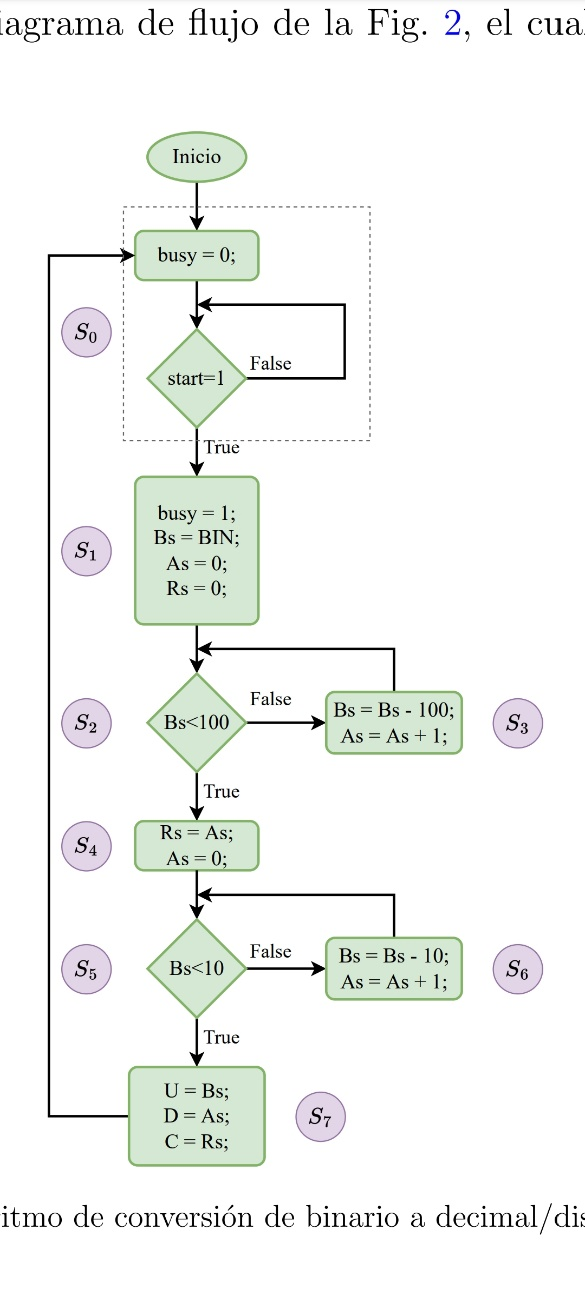 iagrama de flujo de la Fig. 2, el cual
Inicio
busy = 0;
S0
start=1
False
True
busy = 1;
Bs = BIN;
As = 0;
Rs = 0;
S1
Bs<100
False
Bs = Bs - 100;
As = As + 1;
S2
S3
True
Rs = As;
As = 0;
S4
Bs<10
False
Bs = Bs - 10;
As = As + 1;
S5
S6
True
U = Bs;
D = As;
C = Rs;
S7
ritmo de conversión de binario a decimal/dis